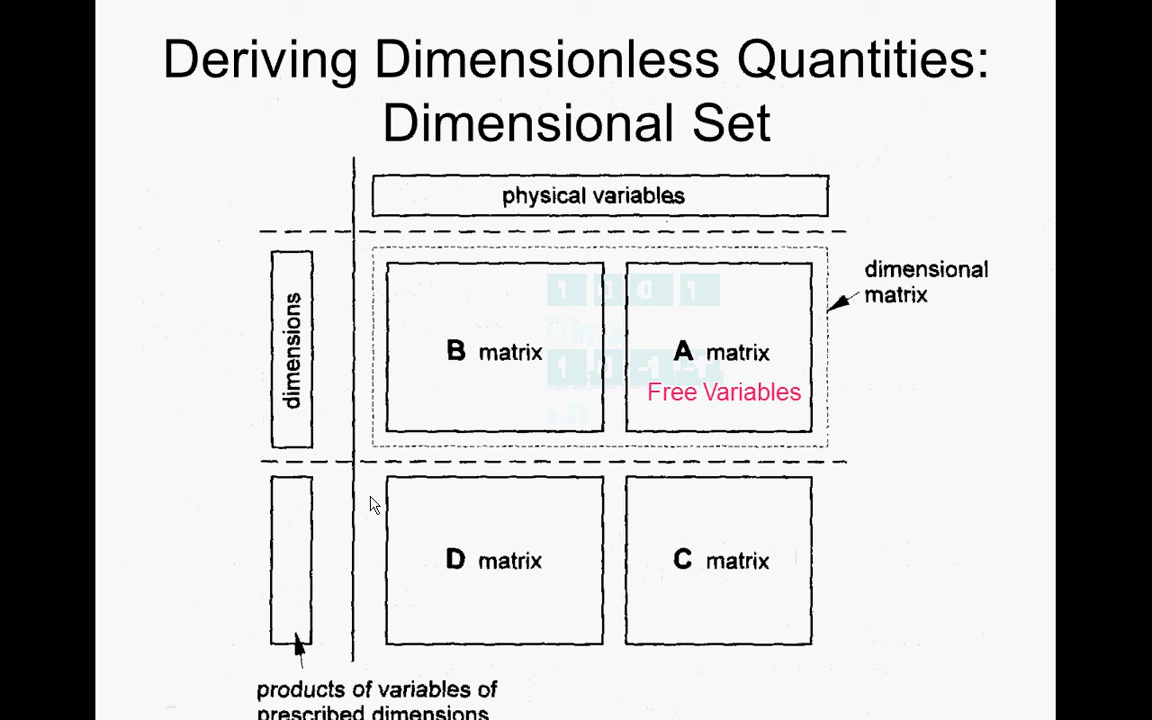 Deriving Dimensionless Quantities:
Dimensional Set
physical variables
dimensional
matrix
dimensions
B matrix
A matrix
Free Variables
D matrix
C matrix
products of variables of
prescribed dimensions